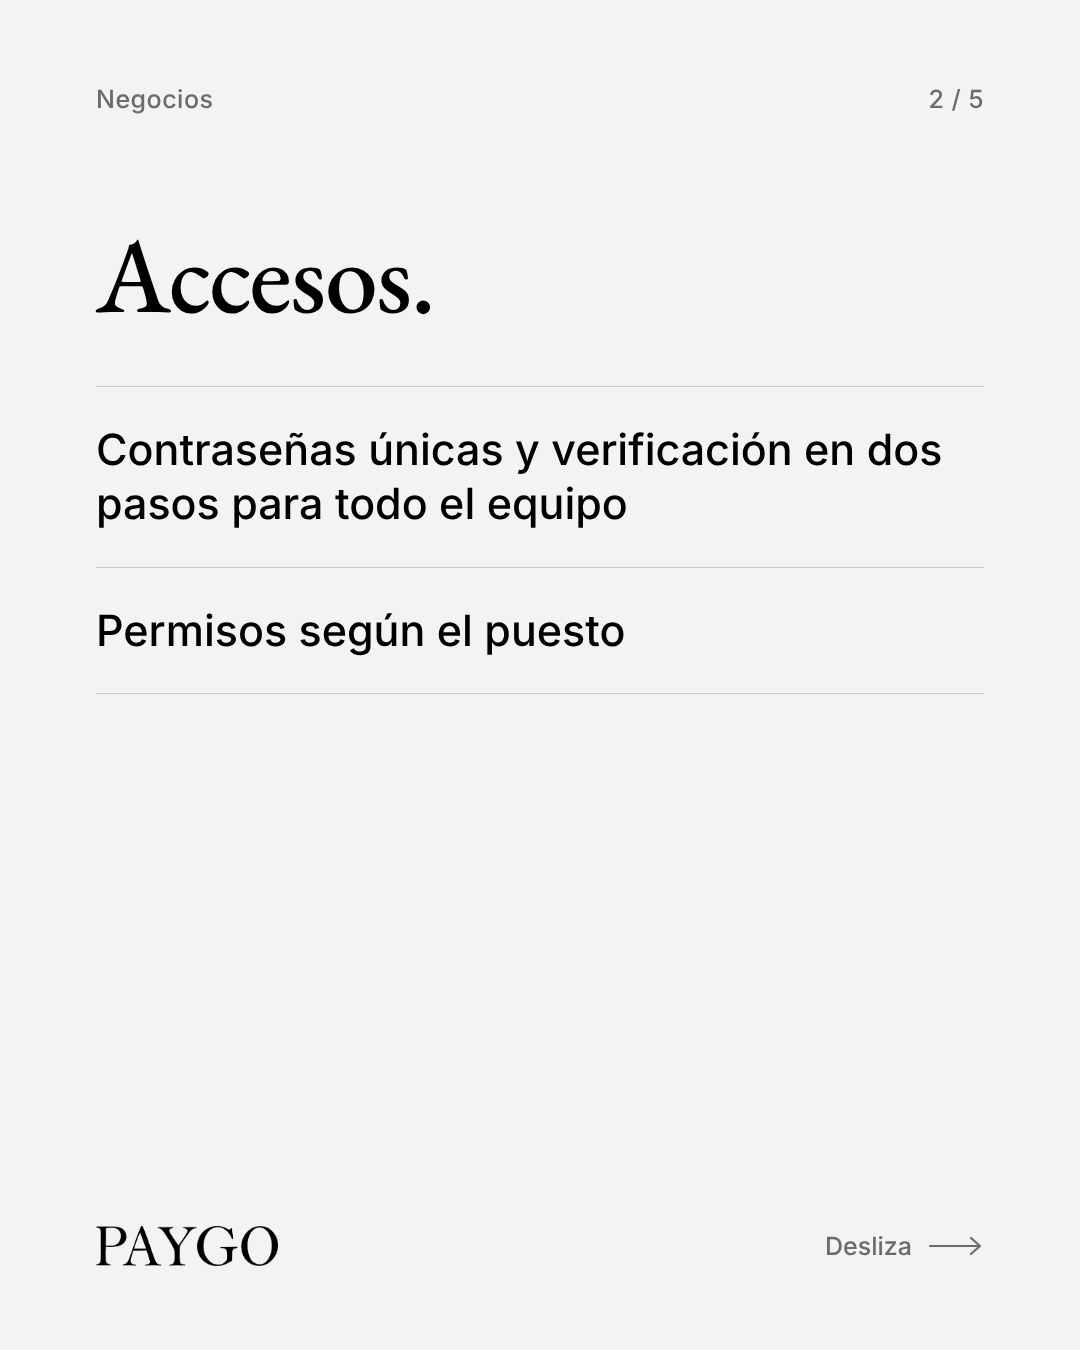 Negocios
2 / 5
Accesos.
Contraseñas únicas y verificación en dos
pasos para todo el equipo
Permisos según el puesto
PAYGO
Desliza